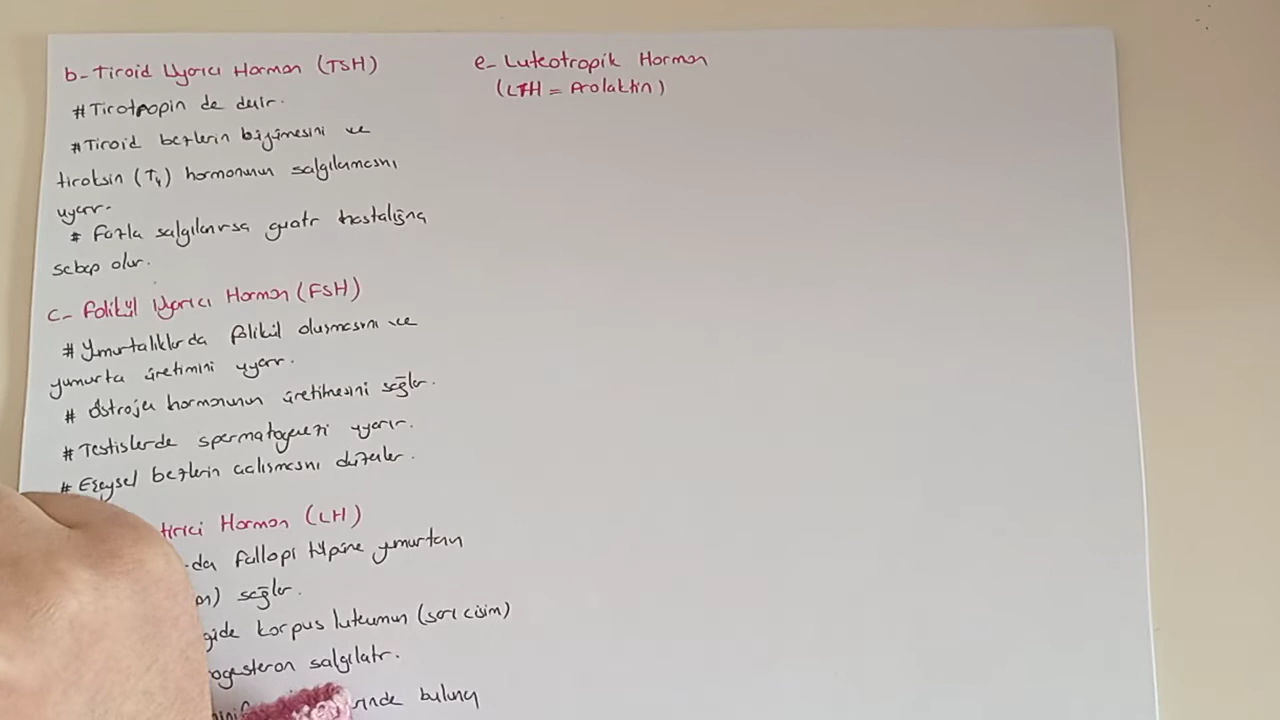 b- Tiroid Uyarıcı Hormon (TSH)
# Tirotropin de denir.
# Tiroid bezlerin büyümesini ve
tiroksin (T4) hormonunun salgılanmasını
uyarır.
# Fazla salgılanırsa guatr hastalığına
sebep olur.
c- Folikül Uyarıcı Hormon (FSH)
# Yumurtalıklarda folikül oluşmasını ve
yumurta üretimini uyarır.
# Östrojen hormonunun üretilmesini sağlar.
# Testislerde spermatogenezi uyarır.
# Eşeysel bezlerin çalışmasını düzenler.
Hormon (LH)
fallopi tüpüne yumurtanın
sağlar.
korpus luteumun (sarı cisim)
salgılatır.
bulunan
e- Luteotropik Hormon
(LTH = Prolaktin)